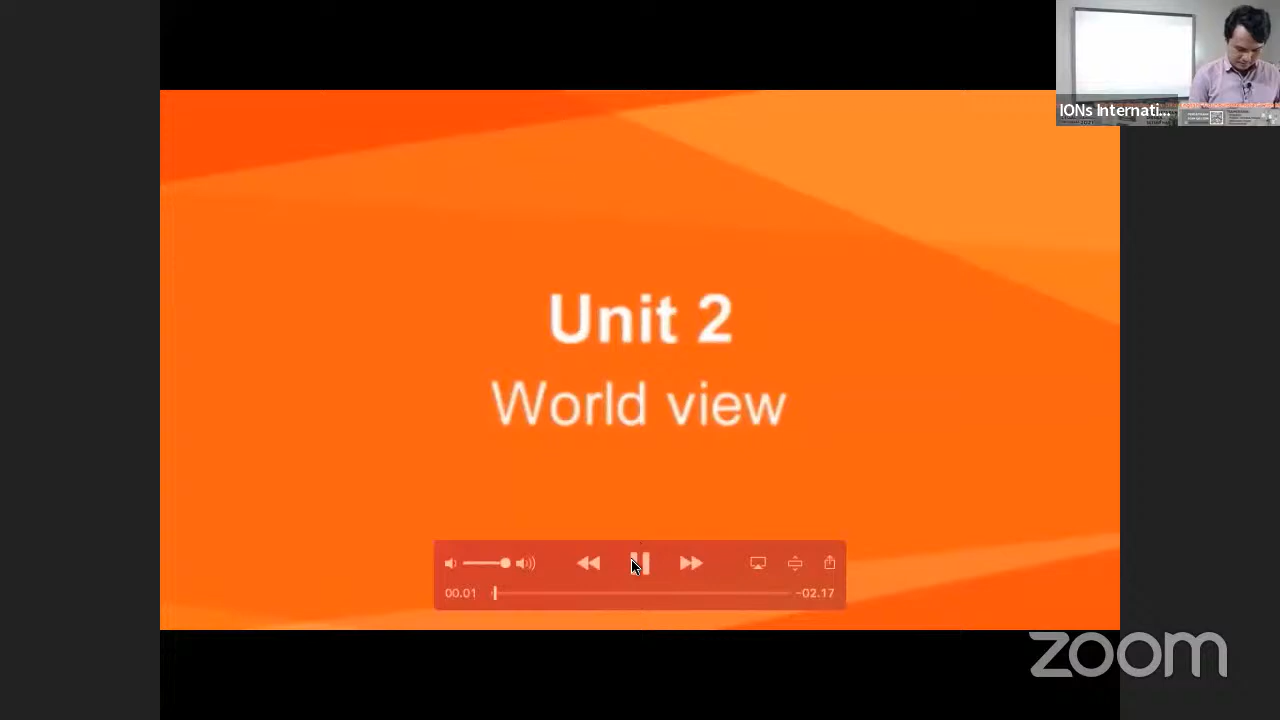 IONs Internati...
Unit 2
World view
00.01
-02.17
zoom